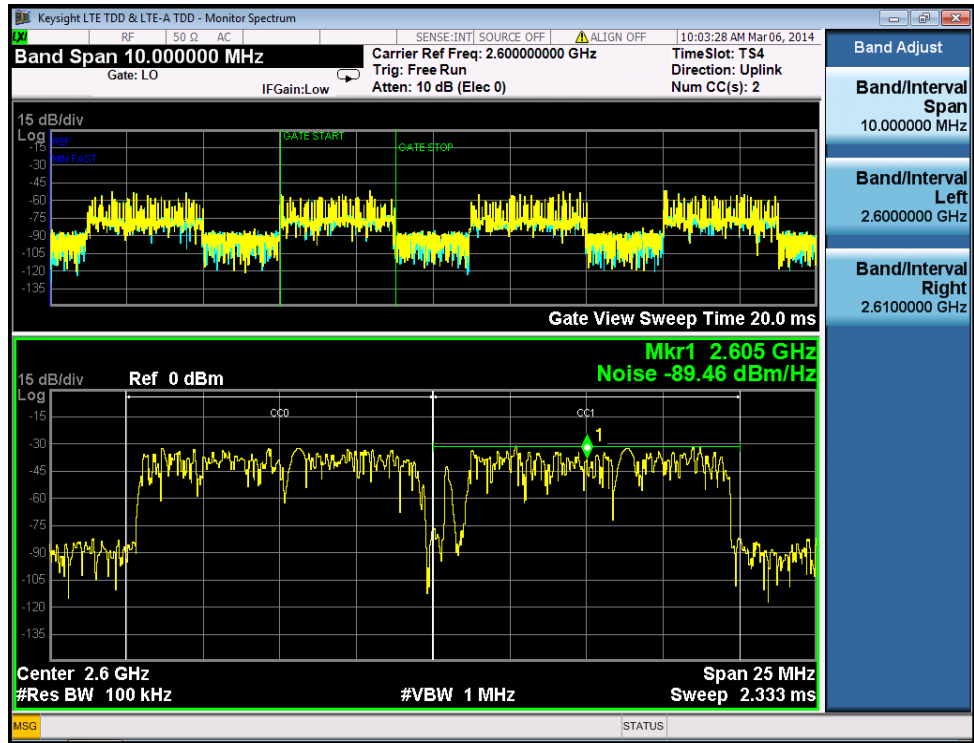 Keysight LTE TDD & LTE-A TDD - Monitor Spectrum
LXI RF 50 Ω AC SENSE:INT SOURCE OFF ALIGN OFF 10:03:28 AM Mar 06, 2014
Band Span 10.000000 MHz
Gate: LO
IFGain:Low
Carrier Ref Freq: 2.600000000 GHz
Trig: Free Run
Atten: 10 dB (Elec 0)
TimeSlot: TS4
Direction: Uplink
Num CC(s): 2
Band Adjust
Band/Interval
Span
10.000000 MHz
Band/Interval
Left
2.6000000 GHz
Band/Interval
Right
2.6100000 GHz
15 dB/div
Log
REF
MIN FAST
GATE START
GATE STOP
-15
-30
-45
-60
-75
-90
-105
-120
-135
Gate View Sweep Time 20.0 ms
Mkr1 2.605 GHz
Noise -89.46 dBm/Hz
15 dB/div Ref 0 dBm
Log
CC0 CC1
1
-15
-30
-45
-60
-75
-90
-105
-120
-135
Center 2.6 GHz Span 25 MHz
#Res BW 100 kHz #VBW 1 MHz Sweep 2.333 ms
MSG STATUS